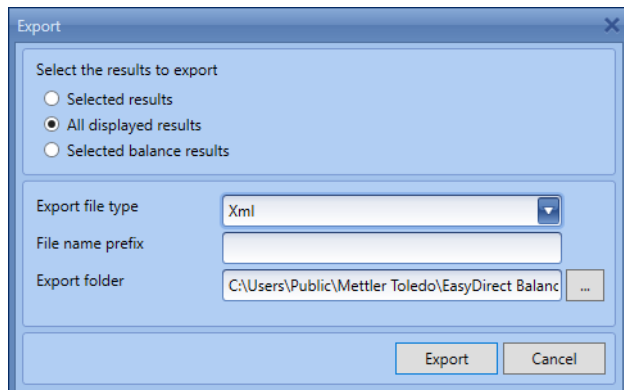 Export
Select the results to export
Selected results
All displayed results
Selected balance results
Export file type
Xml
File name prefix
Export folder
C:\Users\Public\Mettler Toledo\EasyDirect Balanc
...
Export
Cancel